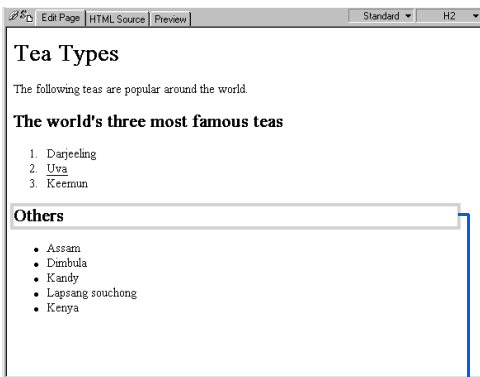 Edit Page HTML Source Preview Standard H2
Tea Types
The following teas are popular around the world.
The world's three most famous teas
1. Darjeeling
2. Uva
3. Keemun
Others
• Assam
• Dimbula
• Kandy
• Lapsang souchong
• Kenya